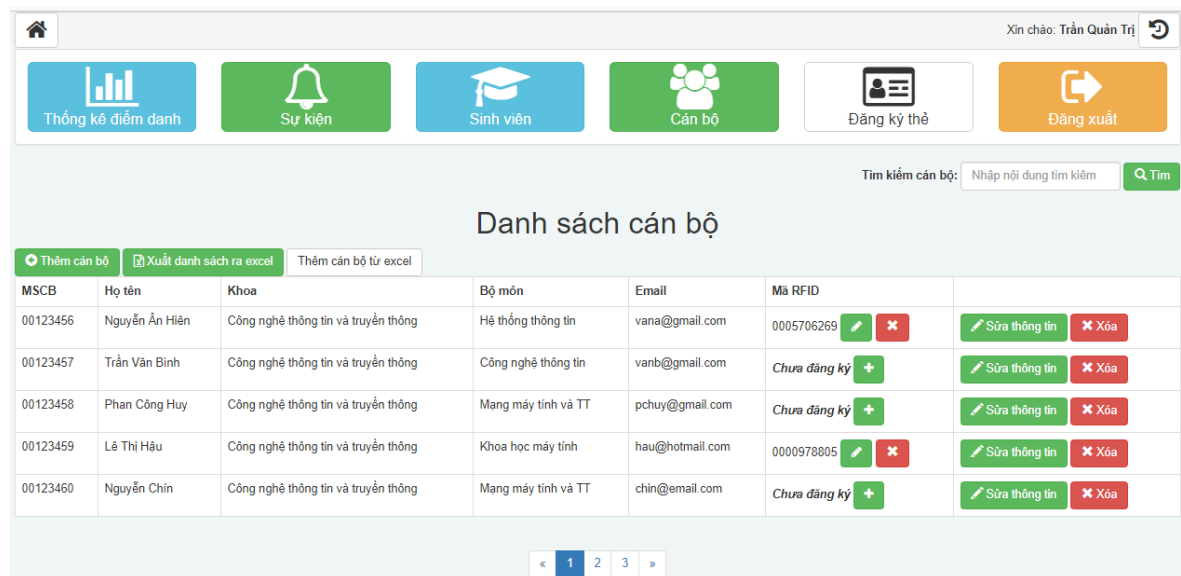 Xin chào: Trần Quản Trị
Thống kê điểm danh Sự kiện Sinh viên Cán bộ Đăng ký thẻ Đăng xuất
Tìm kiếm cán bộ: Nhập nội dung tìm kiếm Tìm
Danh sách cán bộ
Thêm cán bộ Xuất danh sách ra excel Thêm cán bộ từ excel
MSCB Họ tên Khoa Bộ môn Email Mã RFID
00123456 Nguyễn Ẩn Hiên Công nghệ thông tin và truyền thông Hệ thống thông tin vana@gmail.com 0005706269 Sửa thông tin Xóa
00123457 Trần Văn Bình Công nghệ thông tin và truyền thông Công nghệ thông tin vanb@gmail.com Chưa đăng ký Sửa thông tin Xóa
00123458 Phan Công Huy Công nghệ thông tin và truyền thông Mạng máy tính và TT pchuy@gmail.com Chưa đăng ký Sửa thông tin Xóa
00123459 Lê Thị Hậu Công nghệ thông tin và truyền thông Khoa học máy tính hau@hotmail.com 0000978805 Sửa thông tin Xóa
00123460 Nguyễn Chín Công nghệ thông tin và truyền thông Mạng máy tính và TT chin@email.com Chưa đăng ký Sửa thông tin Xóa
« 1 2 3 »